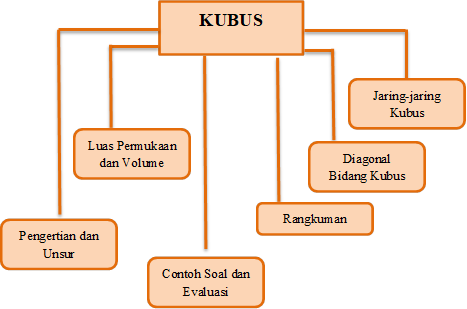 KUBUS
Jaring-jaring
Kubus
Luas Permukaan
dan Volume
Diagonal
Bidang Kubus
Rangkuman
Pengertian dan
Unsur
Contoh Soal dan
Evaluasi